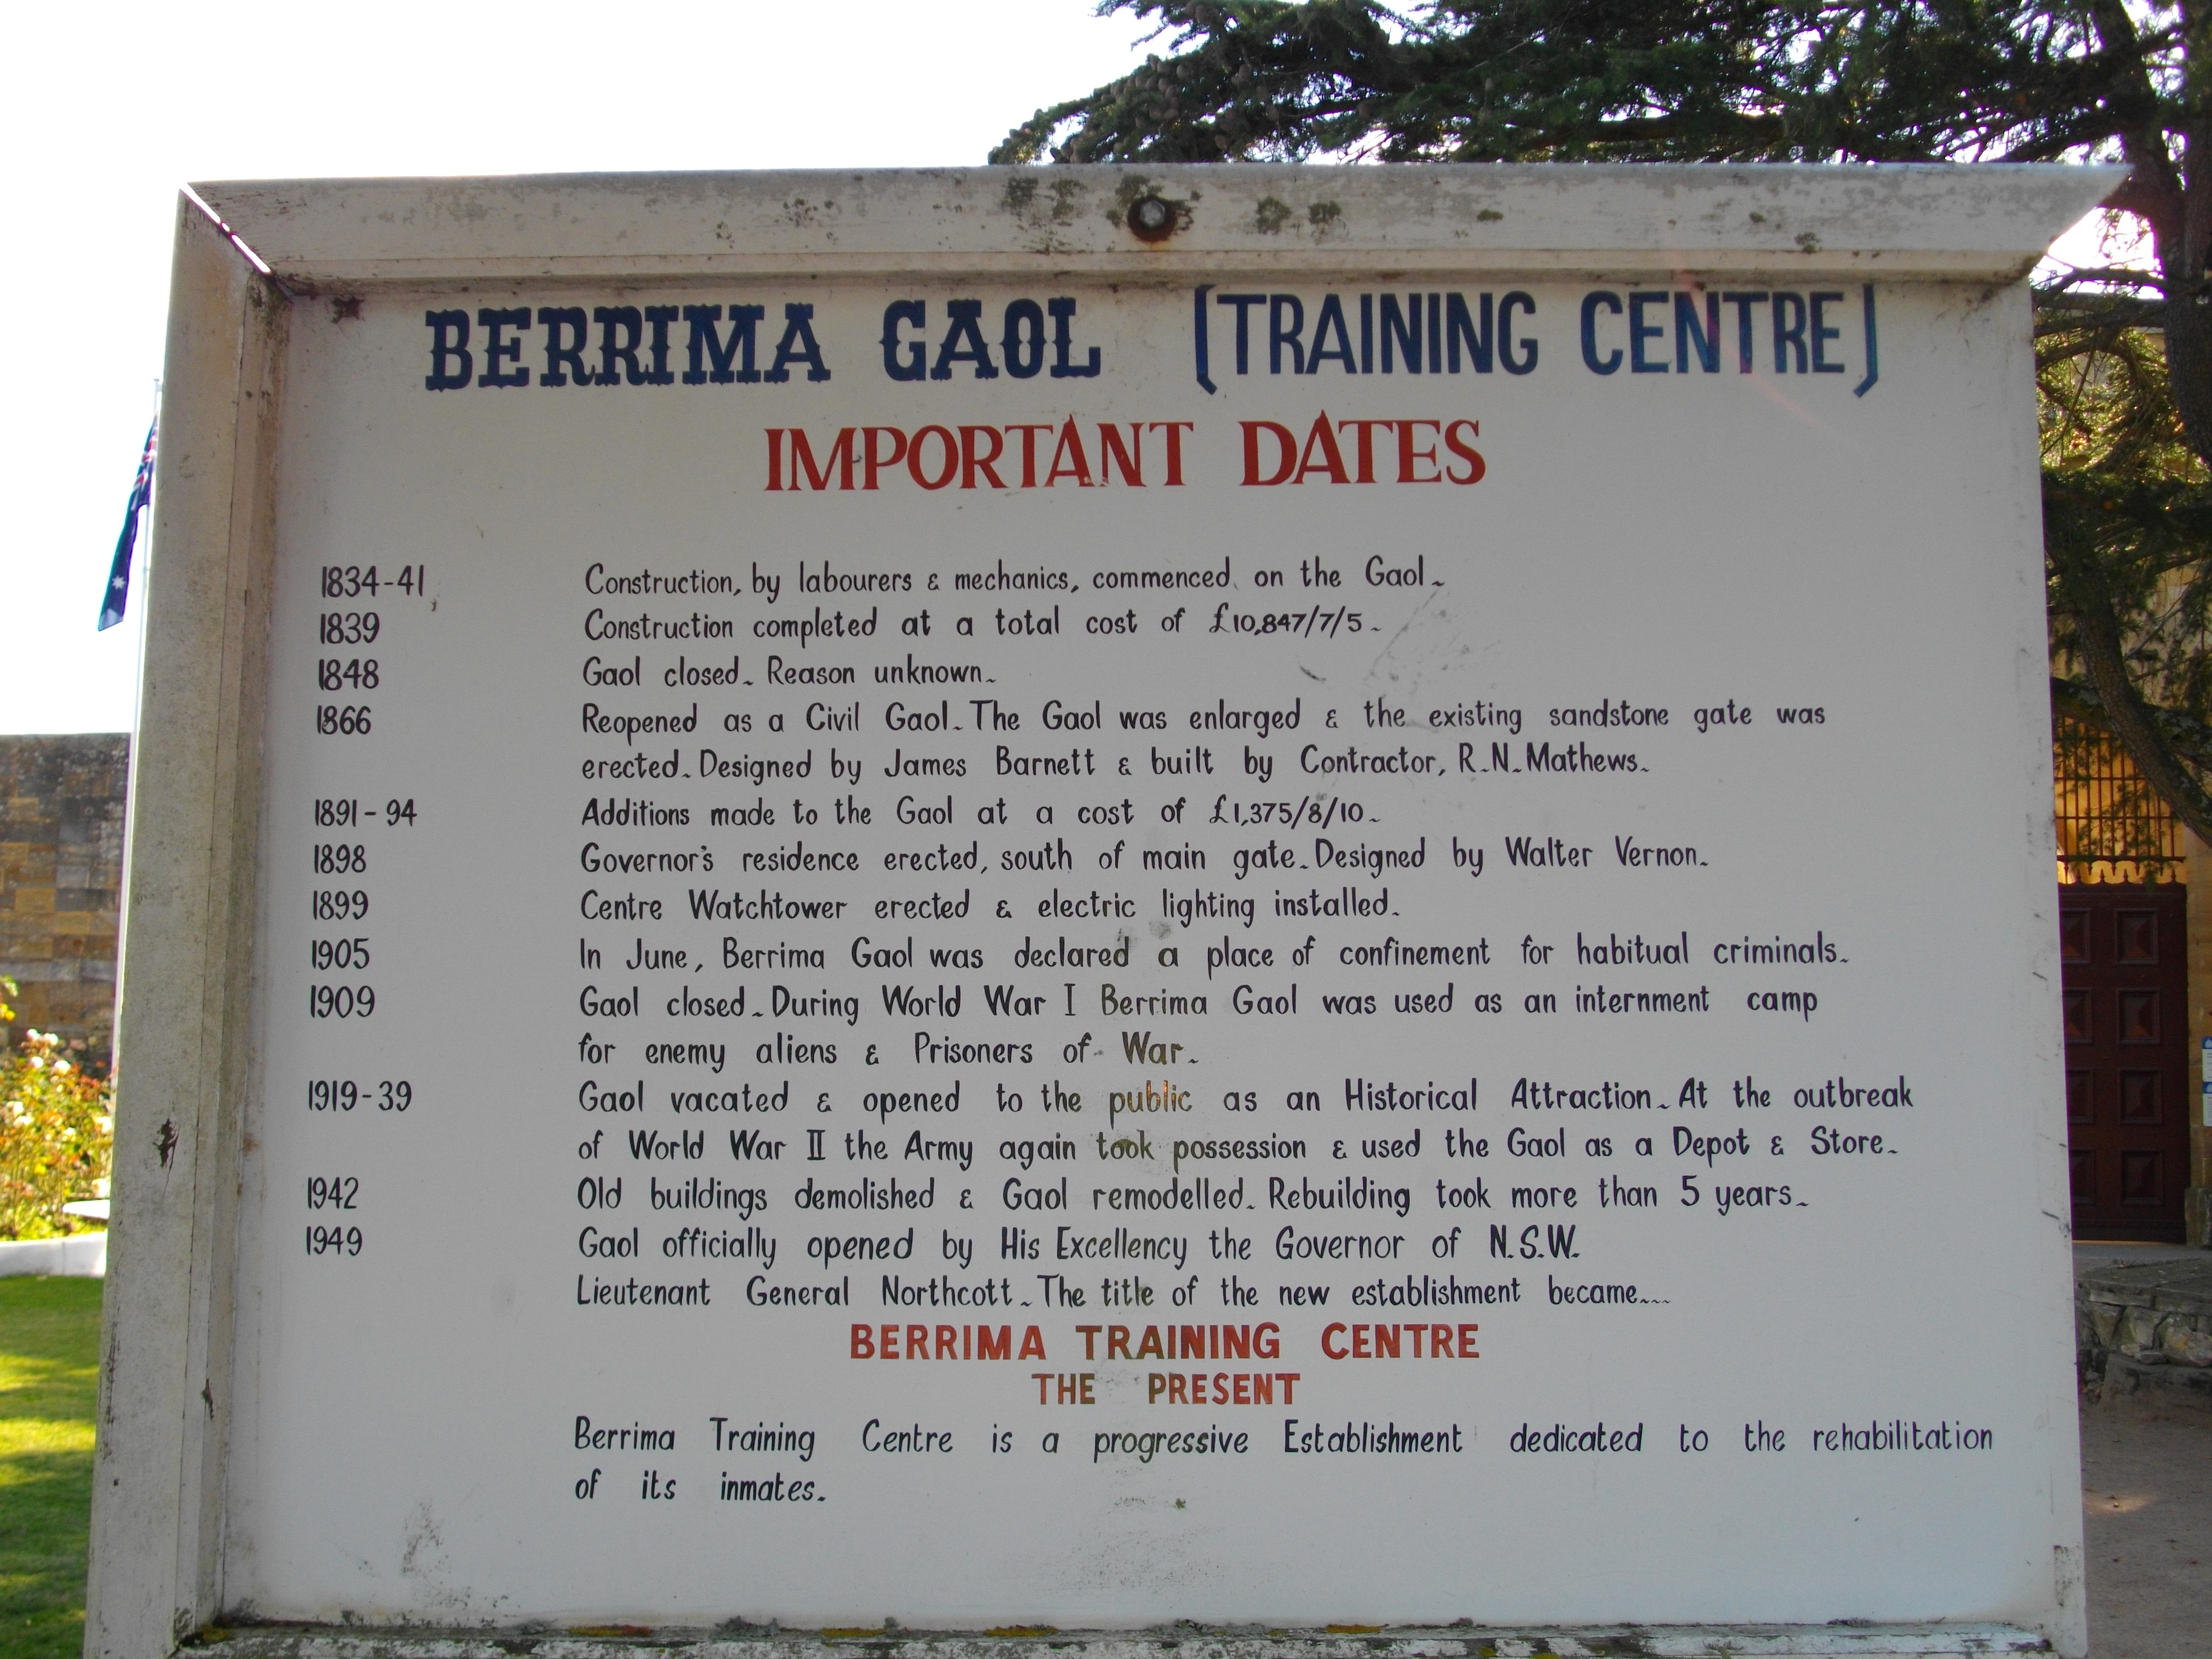 BERRIMA GAOL (TRAINING CENTRE)
IMPORTANT DATES
1834-41 Construction, by labourers & mechanics, commenced on the Gaol.
1839 Construction completed at a total cost of £10,847/7/5.
1848 Gaol closed. Reason unknown.
1866 Reopened as a Civil Gaol. The Gaol was enlarged & the existing sandstone gate was
erected. Designed by James Barnett & built by Contractor, R.N. Mathews.
1891-94 Additions made to the Gaol at a cost of £1,375/8/10.
1898 Governor's residence erected, south of main gate. Designed by Walter Vernon.
1899 Centre Watchtower erected & electric lighting installed.
1905 In June, Berrima Gaol was declared a place of confinement for habitual criminals.
1909 Gaol closed. During World War I Berrima Gaol was used as an internment camp
for enemy aliens & Prisoners of War.
1919-39 Gaol vacated & opened to the public as an Historical Attraction. At the outbreak
of World War II the Army again took possession & used the Gaol as a Depot & Store.
1942 Old buildings demolished & Gaol remodelled. Rebuilding took more than 5 years.
1949 Gaol officially opened by His Excellency the Governor of N.S.W.
Lieutenant General Northcott. The title of the new establishment became...
BERRIMA TRAINING CENTRE
THE PRESENT
Berrima Training Centre is a progressive Establishment dedicated to the rehabilitation
of its inmates.